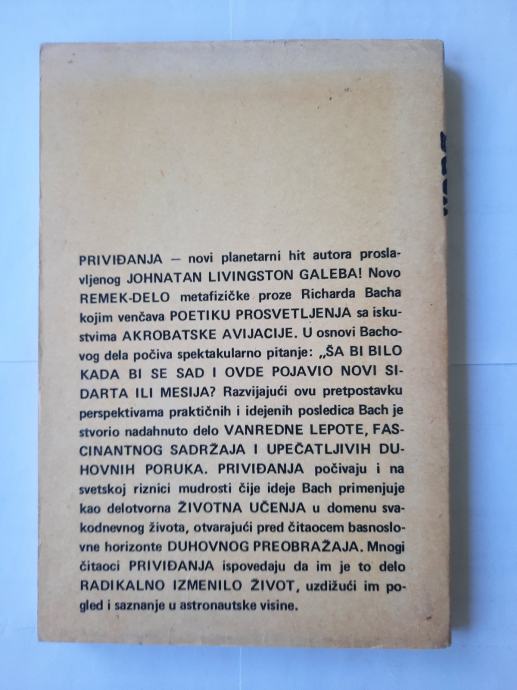 PRIVIĐANJA — novi planetarni hit autora prosla-
vljenog JOHNATAN LIVINGSTON GALEBA! Novo
REMEK-DELO metafizičke proze Richarda Bacha
kojim venčava POETIKU PROSVETLJENJA sa isku-
stvima AKROBATSKE AVIJACIJE. U osnovi Bacho-
vog dela počiva spektakularno pitanje: „ŠA BI BILO
KADA BI SE SAD I OVDE POJAVIO NOVI SI-
DARTA ILI MESIJA? Razvijajući ovu pretpostavku
perspektivama praktičnih i idejenih posledica Bach je
stvorio nadahnuto delo VANREDNE LEPOTE, FAS-
CINANTNOG SADRŽAJA I UPEČATLJIVIH DU-
HOVNIH PORUKA. PRIVIĐANJA počivaju i na
svetskoj riznici mudrosti čije ideje Bach primenjuje
kao delotvorna ŽIVOTNA UČENJA u domenu sva-
kodnevnog života, otvarajući pred čitaocem basnoslo-
vne horizonte DUHOVNOG PREOBRAŽAJA. Mnogi
čitaoci PRIVIĐANJA ispovedaju da im je to delo
RADIKALNO IZMENILO ŽIVOT, uzdižući im po-
gled i saznanje u astronautske visine.